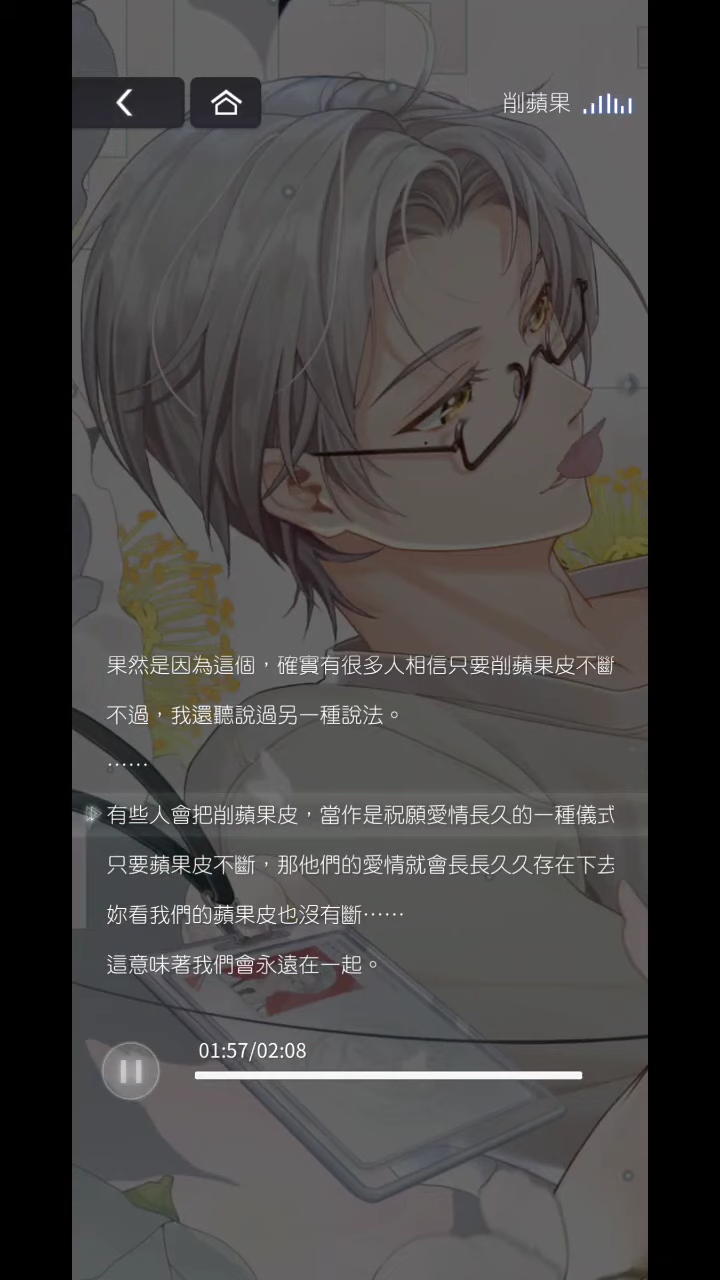 削蘋果
果然是因為這個，確實有很多人相信只要削蘋果皮不斷
不過，我還聽說過另一種說法。
……
有些人會把削蘋果皮，當作是祝願愛情長久的一種儀式
只要蘋果皮不斷，那他們的愛情就會長長久久存在下去
妳看我們的蘋果皮也沒有斷……
這意味著我們會永遠在一起。
01:57/02:08